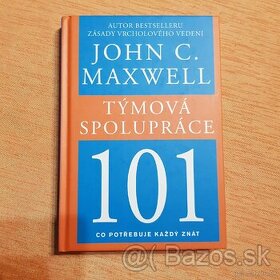 AUTOR BESTSELLERU
ZÁSADY VRCHOLOVÉHO VEDENÍ
JOHN C.
MAXWELL
TÝMOVÁ
SPOLUPRÁCE
101
CO POTŘEBUJE KAŽDÝ ZNÁT
bazos.sk